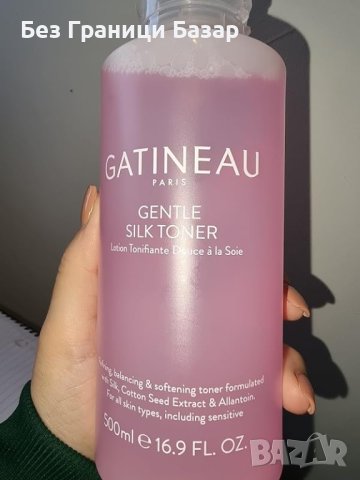 Без Граници Базар
GATINEAU
PARIS
GENTLE
SILK TONER
Lotion Tonifiante Douce à la Soie
balancing & softening toner formulated
with Silk, Cotton Seed Extract & Allantoin.
For all skin types, including sensitive
500ml e 16.9 FL. OZ.
BAZAR